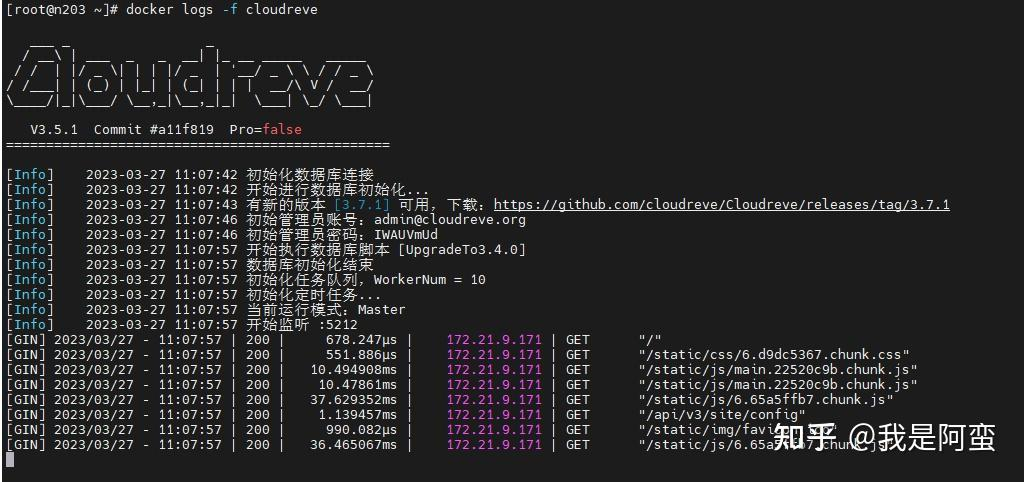 [root@n203 ~]# docker logs -f cloudreve
Cloudreve
V3.5.1 Commit #a11f819 Pro=false
================================================
[Info] 2023-03-27 11:07:42 初始化数据库连接
[Info] 2023-03-27 11:07:42 开始进行数据库初始化...
[Info] 2023-03-27 11:07:43 有新的版本 [3.7.1] 可用，下载：https://github.com/cloudreve/Cloudreve/releases/tag/3.7.1
[Info] 2023-03-27 11:07:46 初始管理员账号：admin@cloudreve.org
[Info] 2023-03-27 11:07:46 初始管理员密码：IWAUVmUd
[Info] 2023-03-27 11:07:57 开始执行数据库脚本 [UpgradeTo3.4.0]
[Info] 2023-03-27 11:07:57 数据库初始化结束
[Info] 2023-03-27 11:07:57 初始化任务队列，WorkerNum = 10
[Info] 2023-03-27 11:07:57 初始化定时任务...
[Info] 2023-03-27 11:07:57 当前运行模式：Master
[Info] 2023-03-27 11:07:57 开始监听 :5212
[GIN] 2023/03/27 - 11:07:57 | 200 | 678.247µs | 172.21.9.171 | GET "/"
[GIN] 2023/03/27 - 11:07:57 | 200 | 551.886µs | 172.21.9.171 | GET "/static/css/6.d9dc5367.chunk.css"
[GIN] 2023/03/27 - 11:07:57 | 200 | 10.494908ms | 172.21.9.171 | GET "/static/js/main.22520c9b.chunk.js"
[GIN] 2023/03/27 - 11:07:57 | 200 | 10.47861ms | 172.21.9.171 | GET "/static/js/main.22520c9b.chunk.js"
[GIN] 2023/03/27 - 11:07:57 | 200 | 37.629352ms | 172.21.9.171 | GET "/static/js/6.65a5ffb7.chunk.js"
[GIN] 2023/03/27 - 11:07:57 | 200 | 1.139457ms | 172.21.9.171 | GET "/api/v3/site/config"
[GIN] 2023/03/27 - 11:07:57 | 200 | 990.082µs | 172.21.9.171 | GET
[GIN] 2023/03/27 - 11:07:57 | 200 | 36.465067ms | 172.21.9.171 | GET
知乎 @我是阿蛮